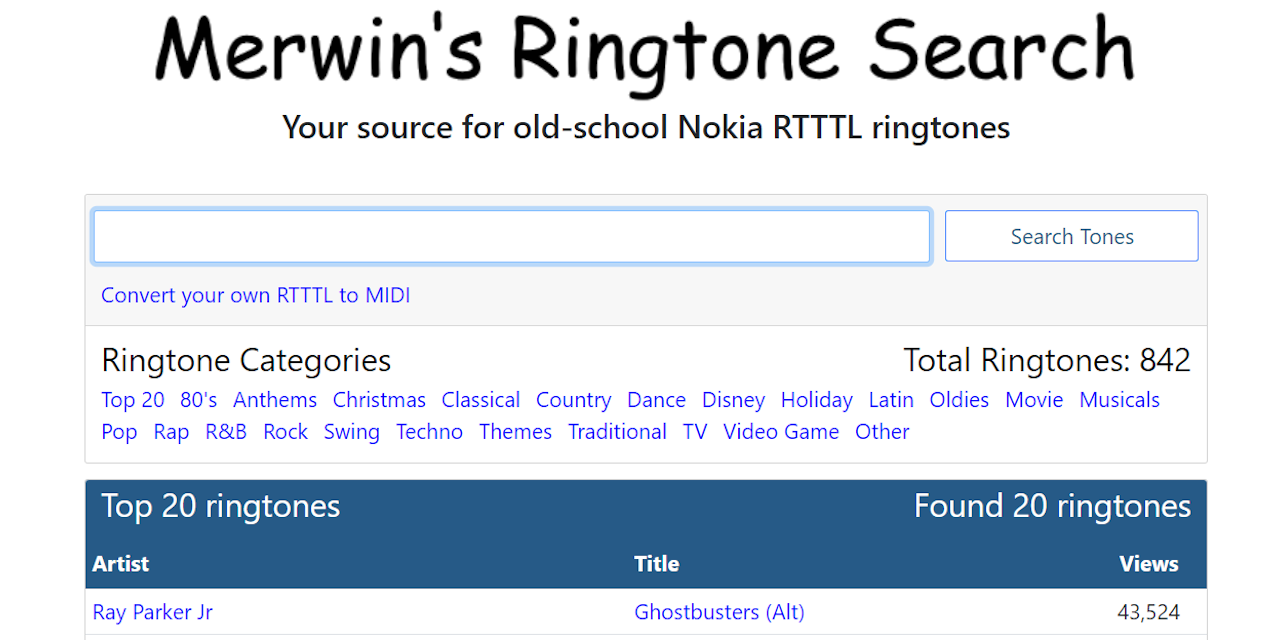 Merwin's Ringtone Search
Your source for old-school Nokia RTTTL ringtones
Search Tones
Convert your own RTTTL to MIDI
Ringtone Categories Total Ringtones: 842
Top 20 80's Anthems Christmas Classical Country Dance Disney Holiday Latin Oldies Movie Musicals
Pop Rap R&B Rock Swing Techno Themes Traditional TV Video Game Other
Top 20 ringtones Found 20 ringtones
Artist Title Views
Ray Parker Jr Ghostbusters (Alt) 43,524